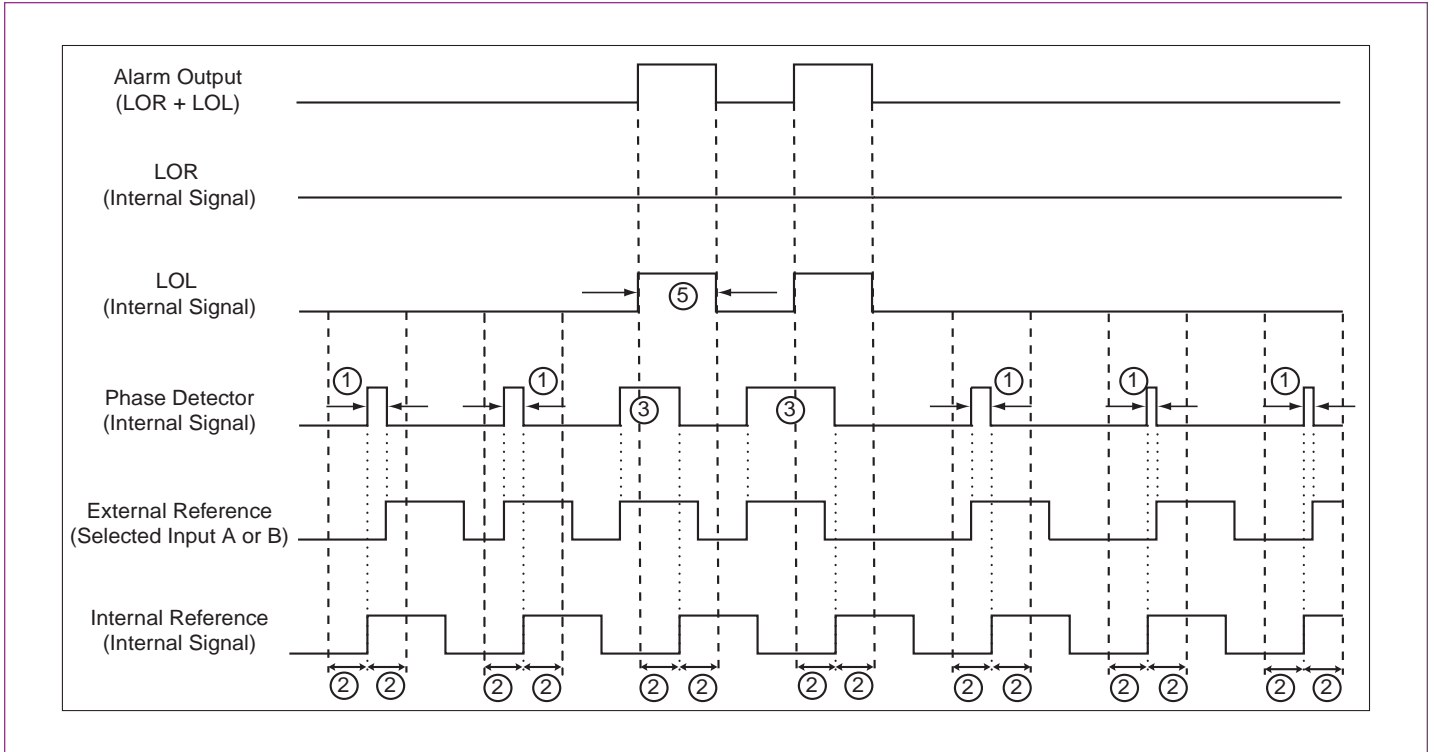 Alarm Output
(LOR + LOL)
LOR
(Internal Signal)
LOL
(Internal Signal)
5
Phase Detector
(Internal Signal)
1 1 3 3 1 1 1
External Reference
(Selected Input A or B)
Internal Reference
(Internal Signal)
2 2 2 2 2 2 2 2 2 2 2 2 2 2